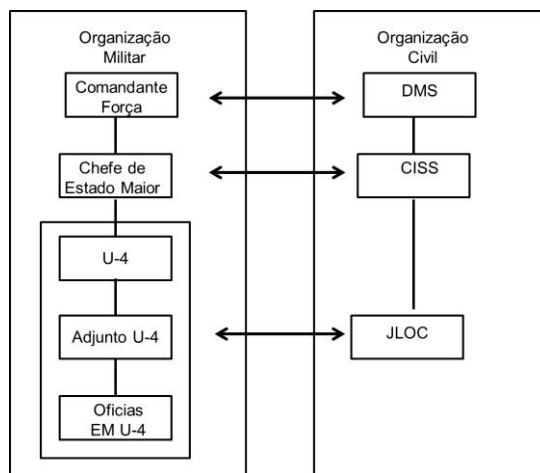 Organização
Militar
Comandante
Força
Chefe de
Estado Maior
U-4
Adjunto U-4
Oficias
EM U-4
Organização
Civil
DMS
CISS
JLOC